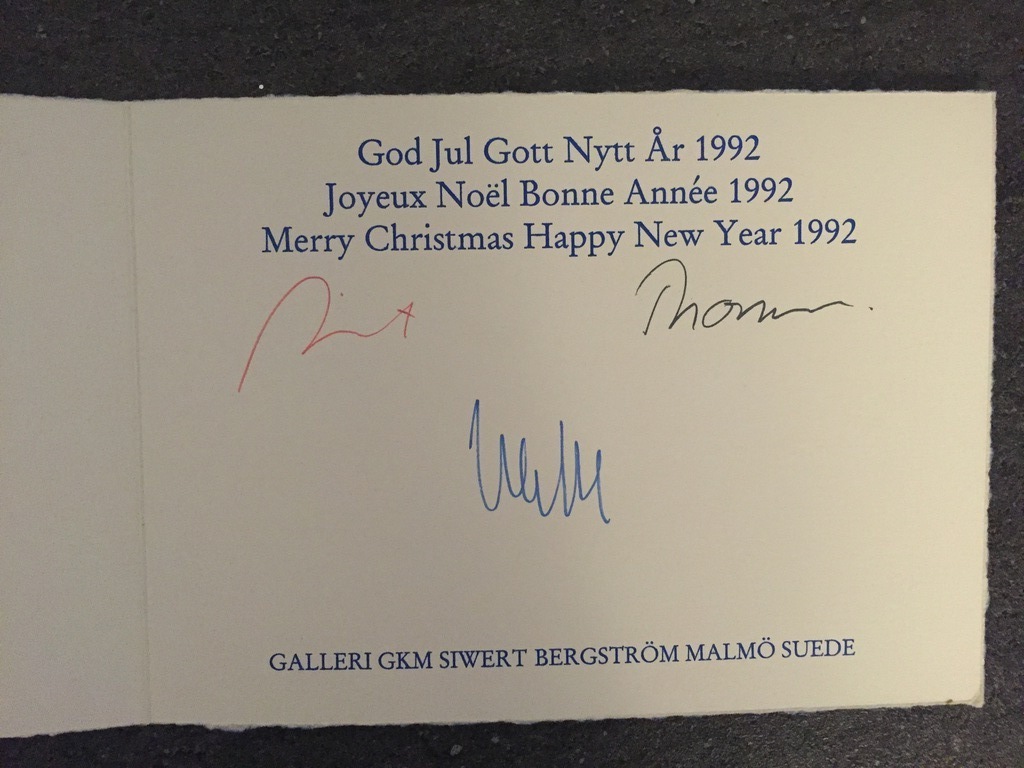 God Jul Gott Nytt År 1992
Joyeux Noël Bonne Année 1992
Merry Christmas Happy New Year 1992
Thomas.
GALLERI GKM SIWERT BERGSTRÖM MALMÖ SUEDE